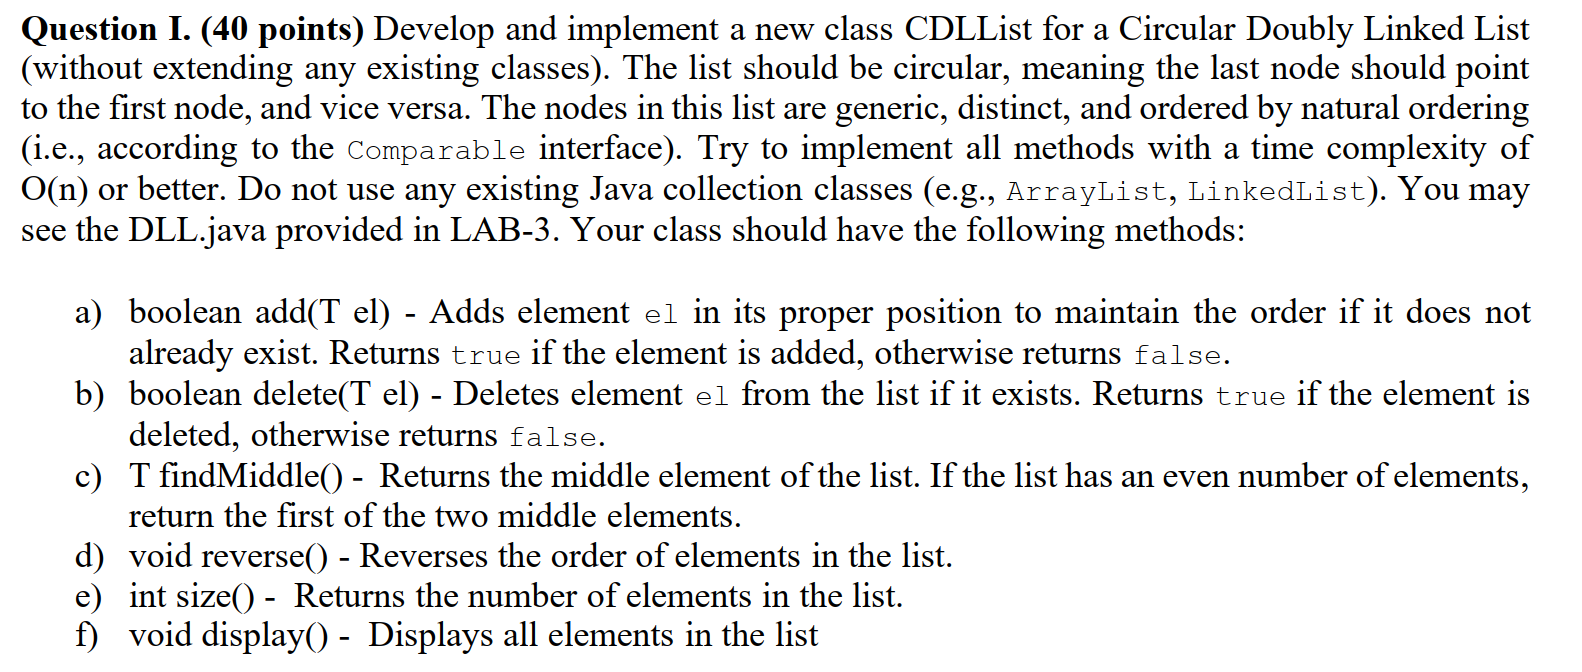 Question I. (40 points) Develop and implement a new class CDLList for a Circular Doubly Linked List
(without extending any existing classes). The list should be circular, meaning the last node should point
to the first node, and vice versa. The nodes in this list are generic, distinct, and ordered by natural ordering
(i.e., according to the Comparable interface). Try to implement all methods with a time complexity of
O(n) or better. Do not use any existing Java collection classes (e.g., ArrayList, LinkedList). You may
see the DLL.java provided in LAB-3. Your class should have the following methods:
a) boolean add(T el) - Adds element el in its proper position to maintain the order if it does not
already exist. Returns true if the element is added, otherwise returns false.
b) boolean delete(T el) - Deletes element el from the list if it exists. Returns true if the element is
deleted, otherwise returns false.
c) T findMiddle() - Returns the middle element of the list. If the list has an even number of elements,
return the first of the two middle elements.
d) void reverse() - Reverses the order of elements in the list.
e) int size() - Returns the number of elements in the list.
f) void display() - Displays all elements in the list